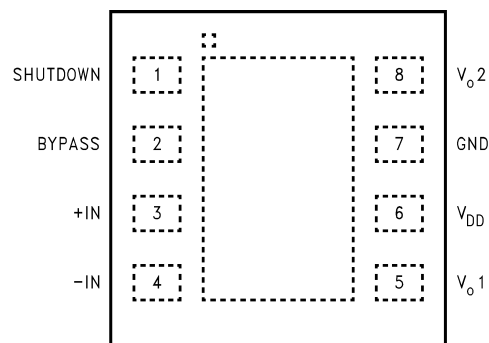 SHUTDOWN 1 8 Vo2
BYPASS 2 7 GND
+IN 3 6 VDD
-IN 4 5 Vo1